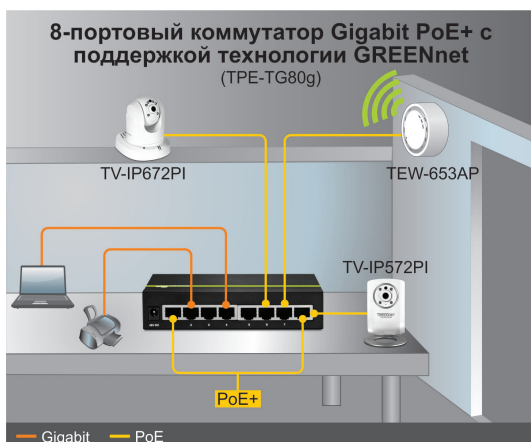 8-портовый коммутатор Gigabit PoE+ с
поддержкой технологии GREENnet
(TPE-TG80g)
TV-IP672PI
TEW-653AP
TV-IP572PI
PoE+
Gigabit
PoE